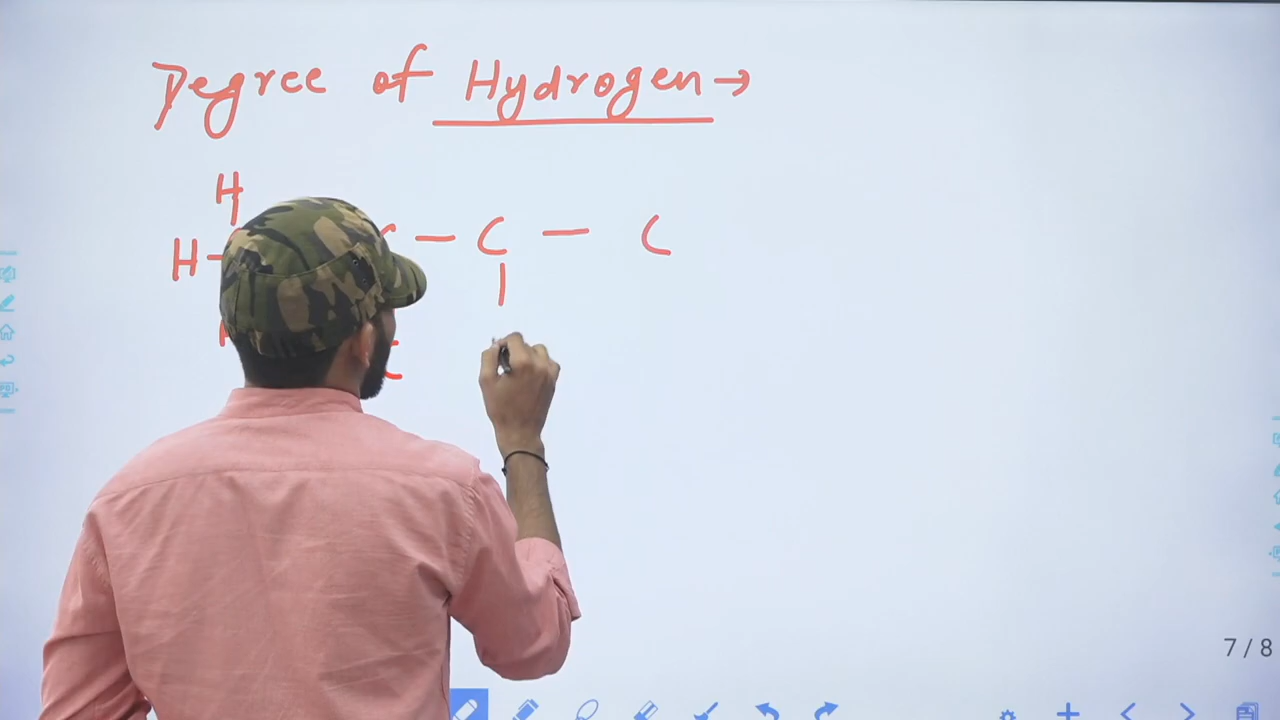 Degree of Hydrogen →
H
H - C - C - C
7 / 8